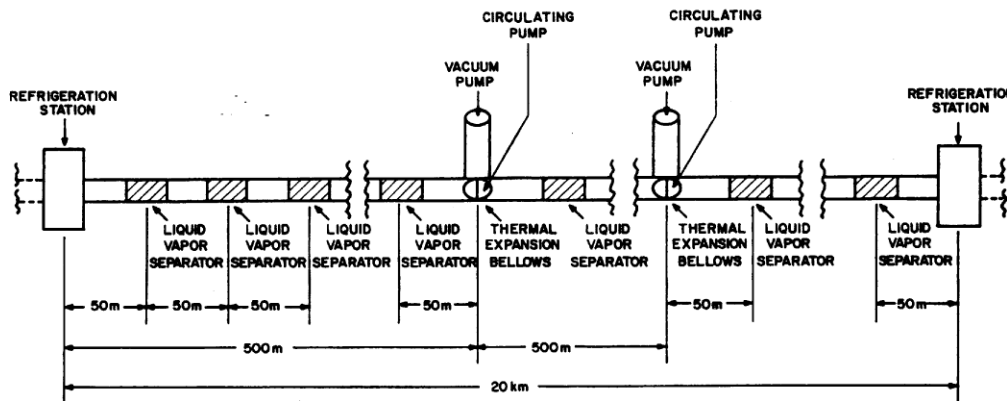 CIRCULATING
PUMP
CIRCULATING
PUMP
VACUUM
PUMP
VACUUM
PUMP
REFRIGERATION
STATION
REFRIGERATION
STATION
LIQUID
VAPOR
SEPARATOR
LIQUID
VAPOR
SEPARATOR
LIQUID
VAPOR
SEPARATOR
LIQUID
VAPOR
SEPARATOR
THERMAL
EXPANSION
BELLOWS
LIQUID
VAPOR
SEPARATOR
THERMAL
EXPANSION
BELLOWS
LIQUID
VAPOR
SEPARATOR
LIQUID
VAPOR
SEPARATOR
50m
50m
50m
50m
50m
50m
500m
500m
20km